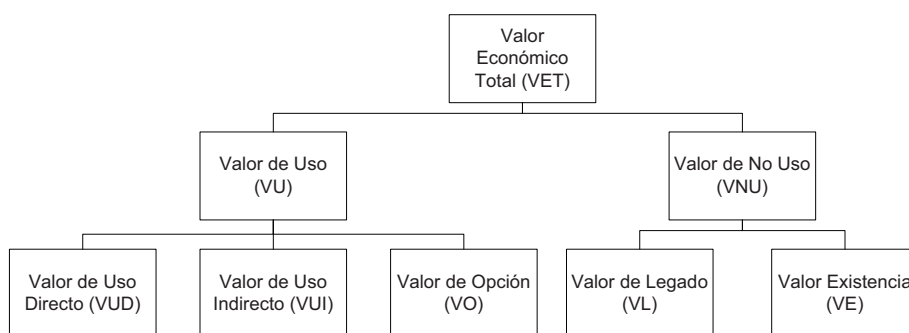 Valor
Económico
Total (VET)
Valor de Uso
(VU)
Valor de No Uso
(VNU)
Valor de Uso
Directo (VUD)
Valor de Uso
Indirecto (VUI)
Valor de Opción
(VO)
Valor de Legado
(VL)
Valor Existencia
(VE)